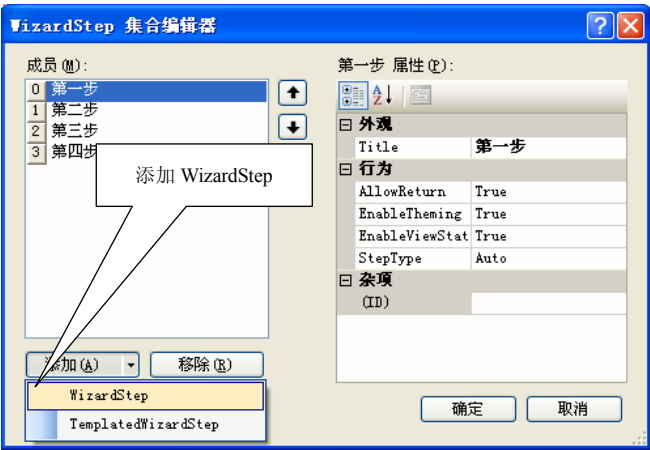 WizardStep 集合编辑器
成员(M):
0 第一步
1 第二步
2 第三步
3 第四步
添加 WizardStep
添加(A)
移除(R)
WizardStep
TemplatedWizardStep
第一步 属性(P):
外观
Title 第一步
行为
AllowReturn True
EnableTheming True
EnableViewStat True
StepType Auto
杂项
(ID)
确定
取消